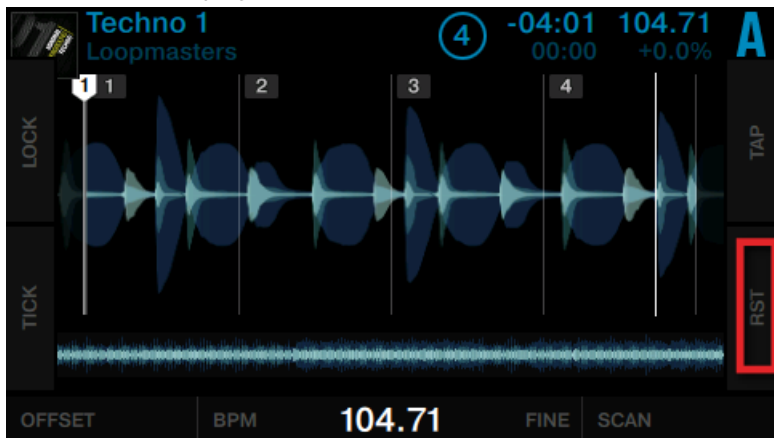 Techno 1
Loopmasters
4
-04:01
00:00
104.71
+0.0%
A
1 1 2 3 4
LOCK
TAP
TICK
RST
OFFSET BPM 104.71 FINE SCAN